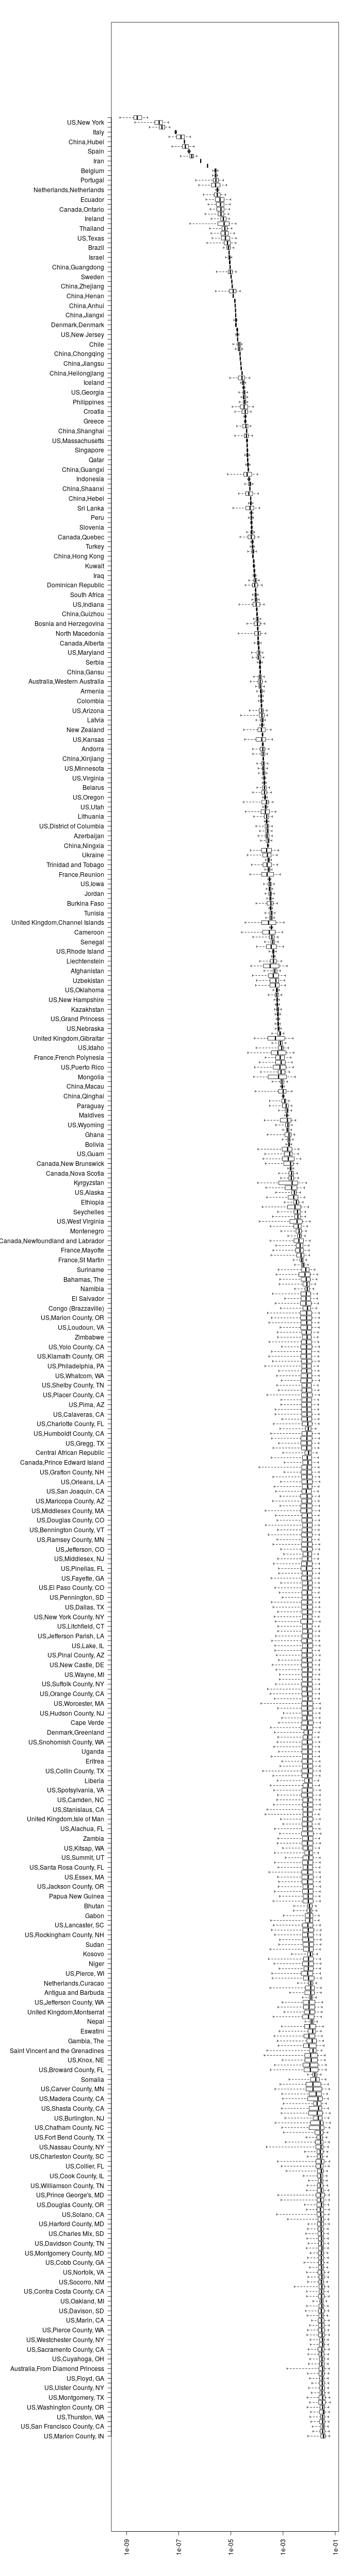 US,New York
Italy
China,Hubei
Spain
Iran
Belgium
Portugal
Netherlands,Netherlands
Ecuador
Canada,Ontario
Ireland
Thailand
US,Texas
Brazil
Israel
China,Guangdong
Sweden
China,Zhejiang
China,Henan
China,Anhui
China,Jiangxi
Denmark,Denmark
US,New Jersey
Chile
China,Chongqing
China,Jiangsu
China,Heilongjiang
Iceland
US,Georgia
Philippines
Croatia
Greece
China,Shanghai
US,Massachusetts
Singapore
Qatar
China,Guangxi
Indonesia
China,Shaanxi
China,Hebei
Sri Lanka
Peru
Slovenia
Canada,Quebec
Turkey
China,Hong Kong
Kuwait
Iraq
Dominican Republic
South Africa
US,Indiana
China,Guizhou
Bosnia and Herzegovina
North Macedonia
Canada,Alberta
US,Maryland
Serbia
China,Gansu
Australia,Western Australia
Armenia
Colombia
US,Arizona
Latvia
New Zealand
US,Kansas
Andorra
China,Xinjiang
US,Minnesota
US,Virginia
Belarus
US,Oregon
US,Utah
Lithuania
US,District of Columbia
Azerbaijan
China,Ningxia
Ukraine
Trinidad and Tobago
France,Reunion
US,Iowa
Jordan
Burkina Faso
Tunisia
United Kingdom,Channel Islands
Cameroon
Senegal
US,Rhode Island
Liechtenstein
Afghanistan
Uzbekistan
US,Oklahoma
US,New Hampshire
Kazakhstan
US,Grand Princess
US,Nebraska
United Kingdom,Gibraltar
US,Idaho
France,French Polynesia
US,Puerto Rico
Mongolia
China,Macau
China,Qinghai
Paraguay
Maldives
US,Wyoming
Ghana
Bolivia
US,Guam
Canada,New Brunswick
Canada,Nova Scotia
Kyrgyzstan
US,Alaska
Ethiopia
Seychelles
US,West Virginia
Montenegro
Canada,Newfoundland and Labrador
France,Mayotte
France,St Martin
Suriname
Bahamas, The
Namibia
El Salvador
Congo (Brazzaville)
US,Marion County, OR
US,Loudoun, VA
Zimbabwe
US,Yolo County, CA
US,Klamath County, OR
US,Philadelphia, PA
US,Whatcom, WA
US,Shelby County, TN
US,Placer County, CA
US,Pima, AZ
US,Calaveras, CA
US,Charlotte County, FL
US,Humboldt County, CA
US,Gregg, TX
Central African Republic
Canada,Prince Edward Island
US,Grafton County, NH
US,Orleans, LA
US,San Joaquin, CA
US,Maricopa County, AZ
US,Middlesex County, MA
US,Douglas County, CO
US,Bennington County, VT
US,Ramsey County, MN
US,Jefferson, CO
US,Middlesex, NJ
US,Pinellas, FL
US,Fayette, GA
US,El Paso County, CO
US,Pennington, SD
US,Dallas, TX
US,New York County, NY
US,Litchfield, CT
US,Jefferson Parish, LA
US,Lake, IL
US,Pinal County, AZ
US,New Castle, DE
US,Wayne, MI
US,Suffolk County, NY
US,Orange County, CA
US,Worcester, MA
US,Hudson County, NJ
Cape Verde
Denmark,Greenland
US,Snohomish County, WA
Uganda
Eritrea
US,Collin County, TX
Liberia
US,Spotsylvania, VA
US,Camden, NC
US,Stanislaus, CA
United Kingdom,Isle of Man
US,Alachua, FL
Zambia
US,Kitsap, WA
US,Summit, UT
US,Santa Rosa County, FL
US,Essex, MA
US,Jackson County, OR
Papua New Guinea
Bhutan
Gabon
US,Lancaster, SC
US,Rockingham County, NH
Sudan
Kosovo
Niger
US,Pierce, WI
Netherlands,Curacao
Antigua and Barbuda
US,Jefferson County, WA
United Kingdom,Montserrat
Nepal
Eswatini
Gambia, The
Saint Vincent and the Grenadines
US,Knox, NE
US,Broward County, FL
Somalia
US,Carver County, MN
US,Madera County, CA
US,Shasta County, CA
US,Burlington, NJ
US,Chatham County, NC
US,Fort Bend County, TX
US,Nassau County, NY
US,Charleston County, SC
US,Collier, FL
US,Cook County, IL
US,Williamson County, TN
US,Prince George's, MD
US,Douglas County, OR
US,Solano, CA
US,Harford County, MD
US,Charles Mix, SD
US,Davidson County, TN
US,Montgomery County, MD
US,Cobb County, GA
US,Norfolk, VA
US,Socorro, NM
US,Contra Costa County, CA
US,Oakland, MI
US,Davison, SD
US,Marin, CA
US,Pierce County, WA
US,Westchester County, NY
US,Sacramento County, CA
US,Cuyahoga, OH
Australia,From Diamond Princess
US,Floyd, GA
US,Ulster County, NY
US,Montgomery, TX
US,Washington County, OR
US,Thurston, WA
US,San Francisco County, CA
US,Marion County, IN
1e-09
1e-07
1e-05
1e-03
1e-01